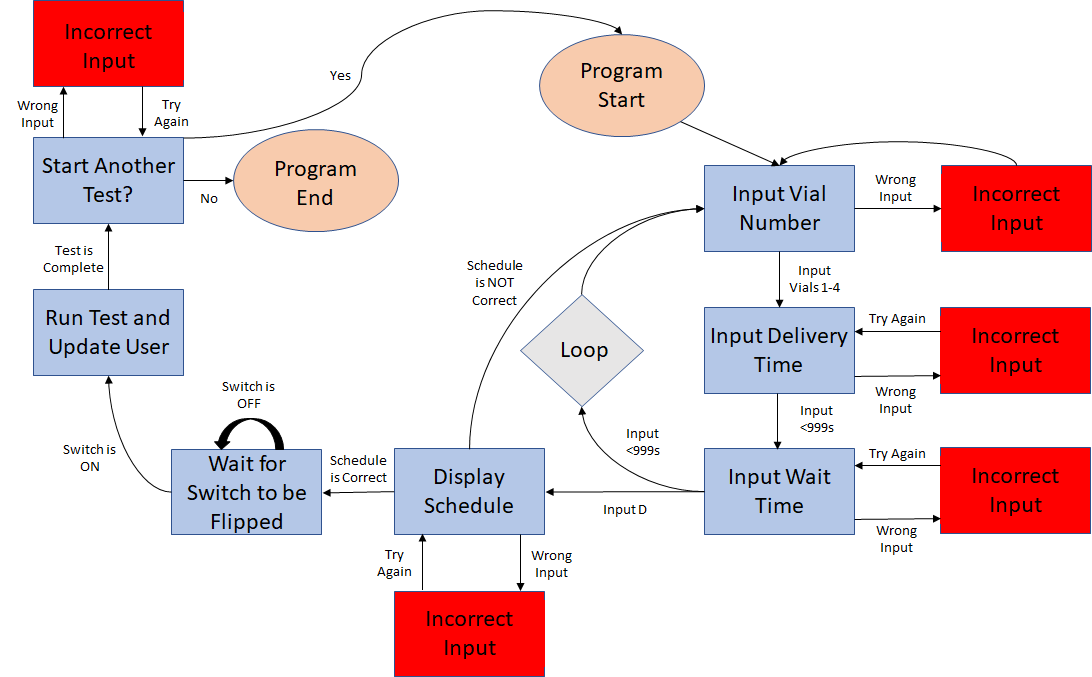 Incorrect
Input
Wrong
Input
Try
Again
Yes
Program
Start
Start Another
Test?
No
Program
End
Input Vial
Number
Wrong
Input
Incorrect
Input
Test is
Complete
Schedule
is NOT
Correct
Input
Vials 1-4
Run Test and
Update User
Loop
Input Delivery
Time
Try Again
Wrong
Input
Incorrect
Input
Switch is
OFF
Input
<999s
Input
<999s
Switch is
ON
Wait for
Switch to be
Flipped
Schedule
is Correct
Display
Schedule
Input D
Input Wait
Time
Try Again
Wrong
Input
Incorrect
Input
Try
Again
Wrong
Input
Incorrect
Input